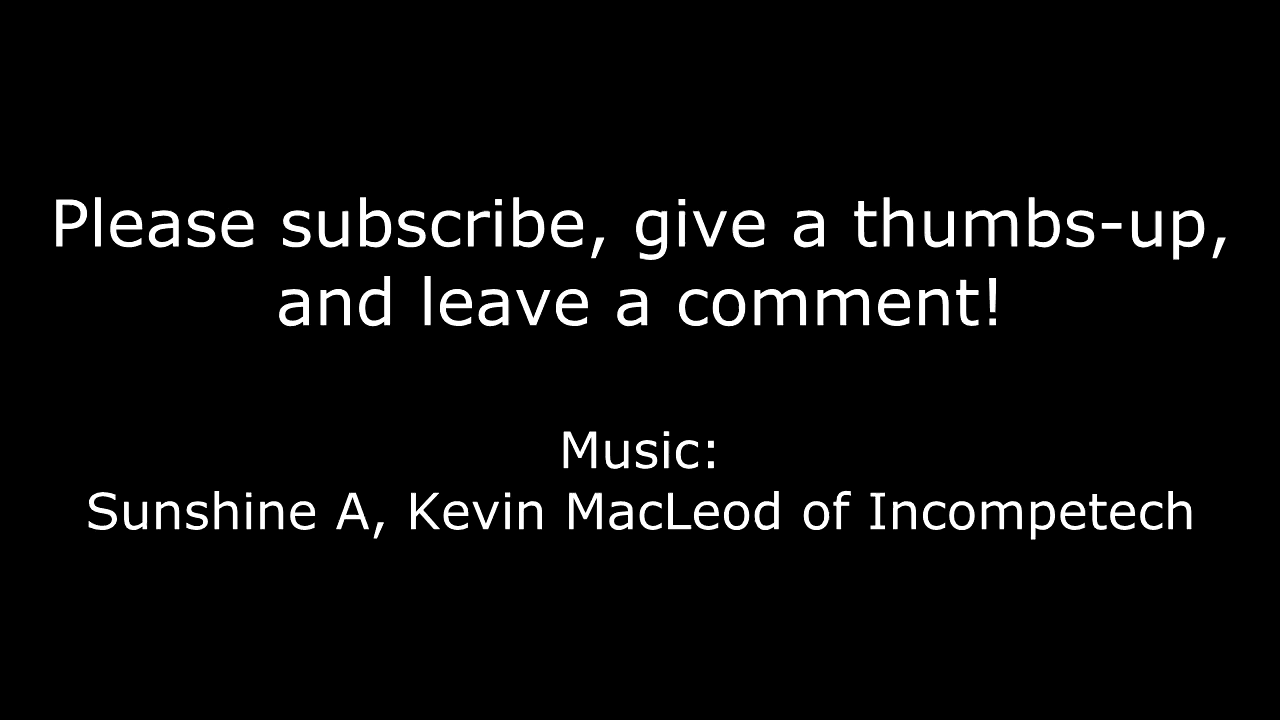 Please subscribe, give a thumbs-up,
and leave a comment!
Music:
Sunshine A, Kevin MacLeod of Incompetech